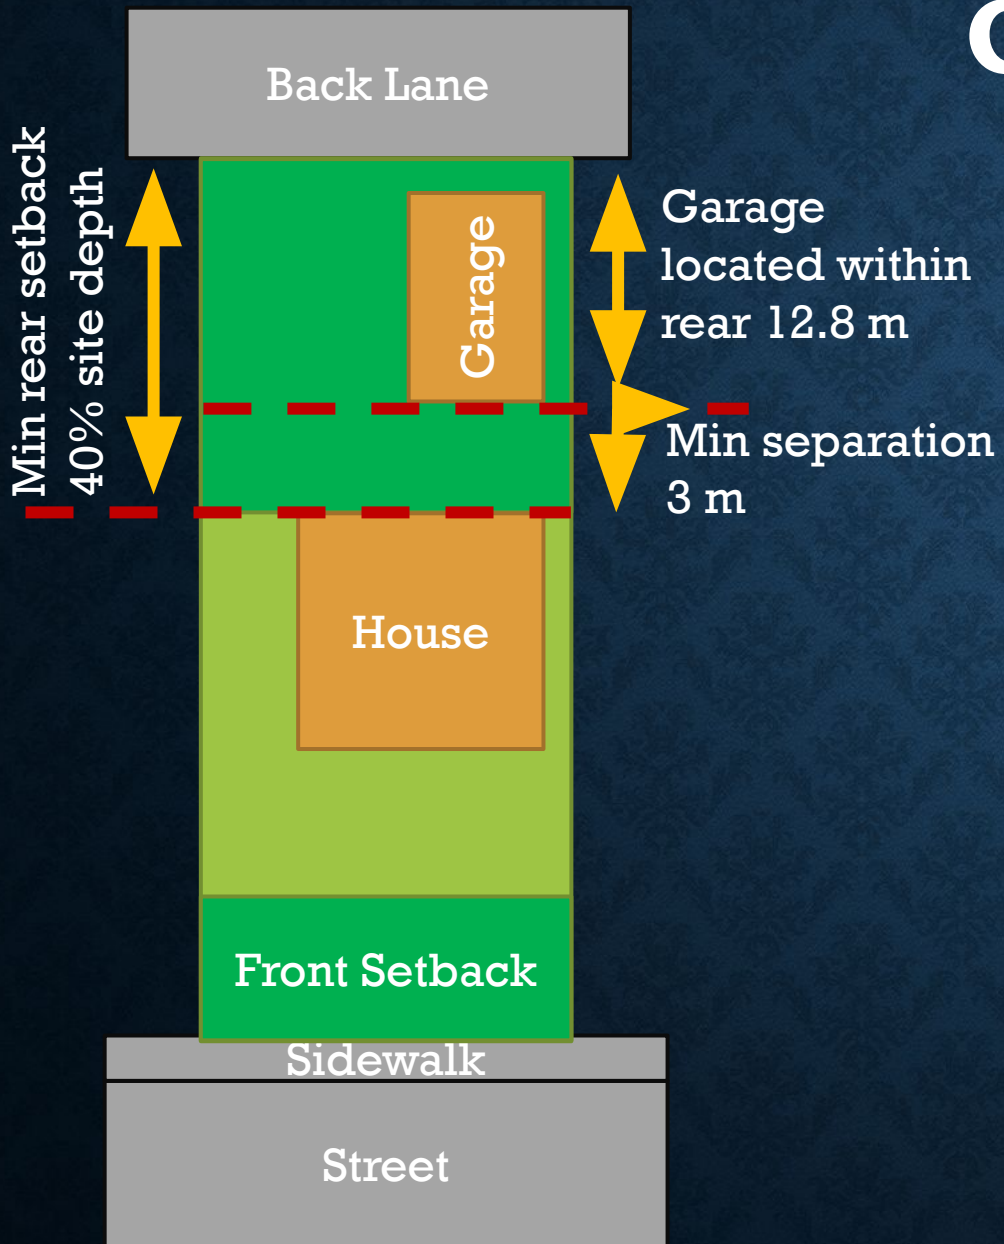 Back Lane
Min rear setback
40% site depth
Garage
Garage
located within
rear 12.8 m
Min separation
3 m
House
Front Setback
Sidewalk
Street